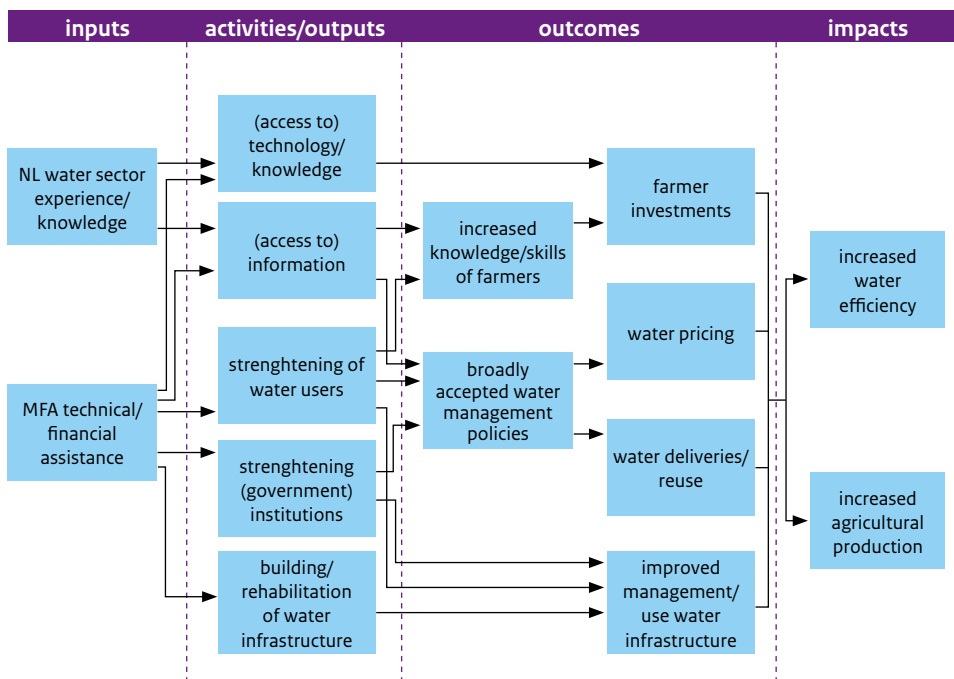 inputs
activities/outputs
outcomes
impacts
NL water sector
experience/
knowledge
MFA technical/
financial
assistance
(access to)
technology/
knowledge
(access to)
information
strenghtening of
water users
strenghtening
(government)
institutions
building/
rehabilitation
of water
infrastructure
increased
knowledge/skills
of farmers
broadly
accepted water
management
policies
farmer
investments
water pricing
water deliveries/
reuse
improved
management/
use water
infrastructure
increased
water
efficiency
increased
agricultural
production